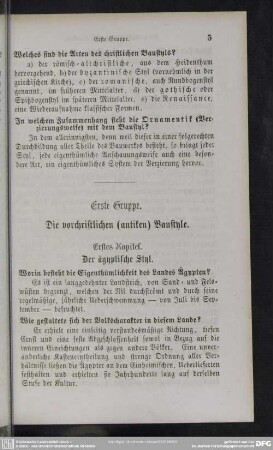 Erste Gruppe. 5
Welches sind die Arten des christlichen Baustyls?
a) der römisch-altchristliche, aus dem Heidenthum
hervorgehend, b) der byzantinische Styl (vornehmlich in
griechischen Kirchen), c) der romanische, auch Rundbogenstyl
genannt, im früheren Mittelalter, d) der gothische oder
Spitzbogenstyl im späteren Mittelalter, e) die Renaissance,
eine Wiederaufnahme klassischer Formen.
In welchem Zusammenhang steht die Ornamentik (Ver-
zierungsweise) mit dem Baustyl?
In dem allerinnigsten, denn weil dieser in einer folgerechten
Durchbildung aller Theile des Bauwerkes besteht, so bringt jeder
Styl, jede eigenthümliche Anschauungsweise auch eine beson-
dere Art, ein eigenthümliches System der Verzierung hervor.
Erste Gruppe.
Die vorchristlichen (antiken) Baustyle.
Erstes Kapitel.
Der ägyptische Styl.
Worin besteht die Eigenthümlichkeit des Landes Ägypten?
Es ist ein langgedehnter Landstrich, von Sand- und Fels-
wüsten begrenzt, welchen der Nil durchströmt und durch seine
regelmäßige, jährliche Ueberschwemmung — von Juli bis Sep-
tember — befruchtet.
Wie gestaltete sich der Volkscharakter in diesem Lande?
Er erhielt eine einseitig verstandesmäßige Richtung, tiefen
Ernst und eine feste Abgeschlossenheit sowol in Bezug auf die
inneren Einrichtungen als gegen andere Völker. Eine unver-
änderliche Kasteneintheilung und strenge Ordnung aller Ver-
hältnisse ließen die Ägypter an dem Einheimischen, Ueberlieferten
festhalten und erhielten sie Jahrhunderte lang auf derselben
Stufe der Kultur.
DFG